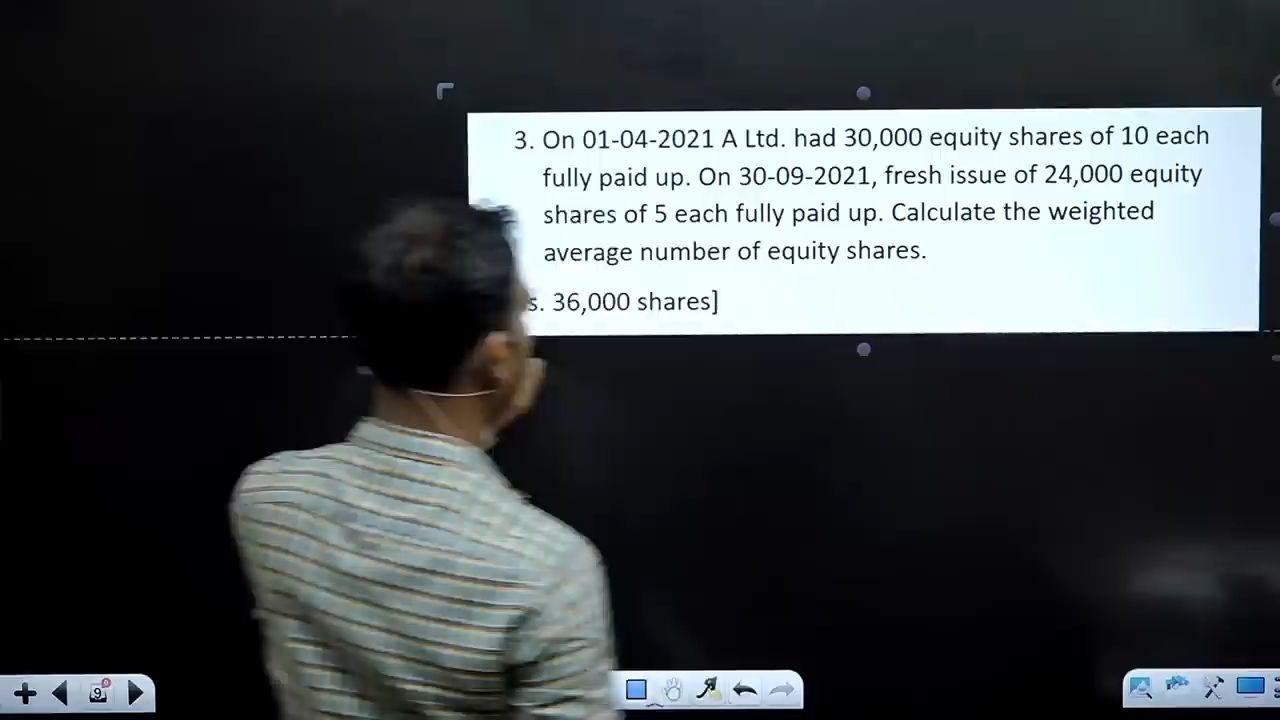 3. On 01-04-2021 A Ltd. had 30,000 equity shares of 10 each
fully paid up. On 30-09-2021, fresh issue of 24,000 equity
shares of 5 each fully paid up. Calculate the weighted
average number of equity shares.
s. 36,000 shares]
9